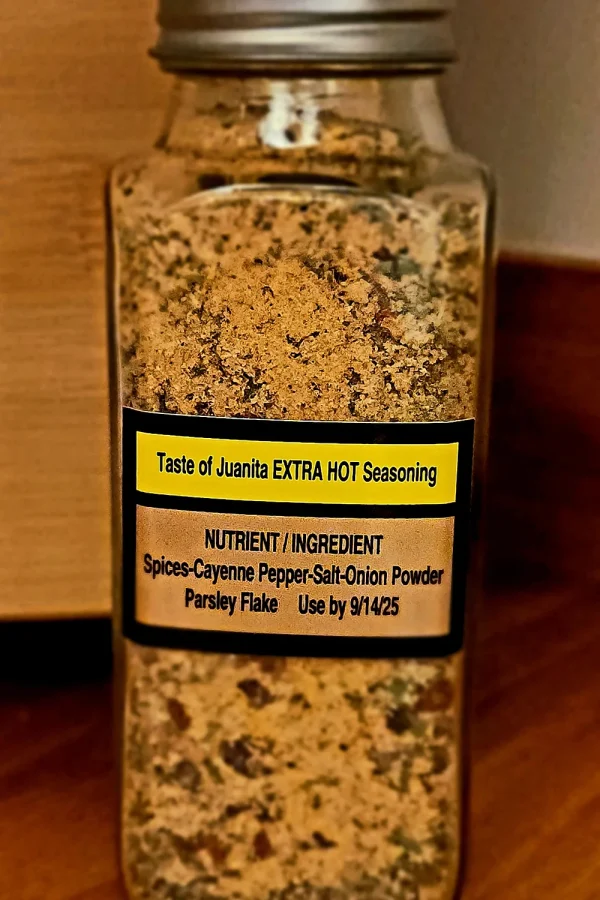 Taste of Juanita EXTRA HOT Seasoning
NUTRIENT / INGREDIENT
Spices-Cayenne Pepper-Salt-Onion Powder
Parsley Flake Use by 9/14/25